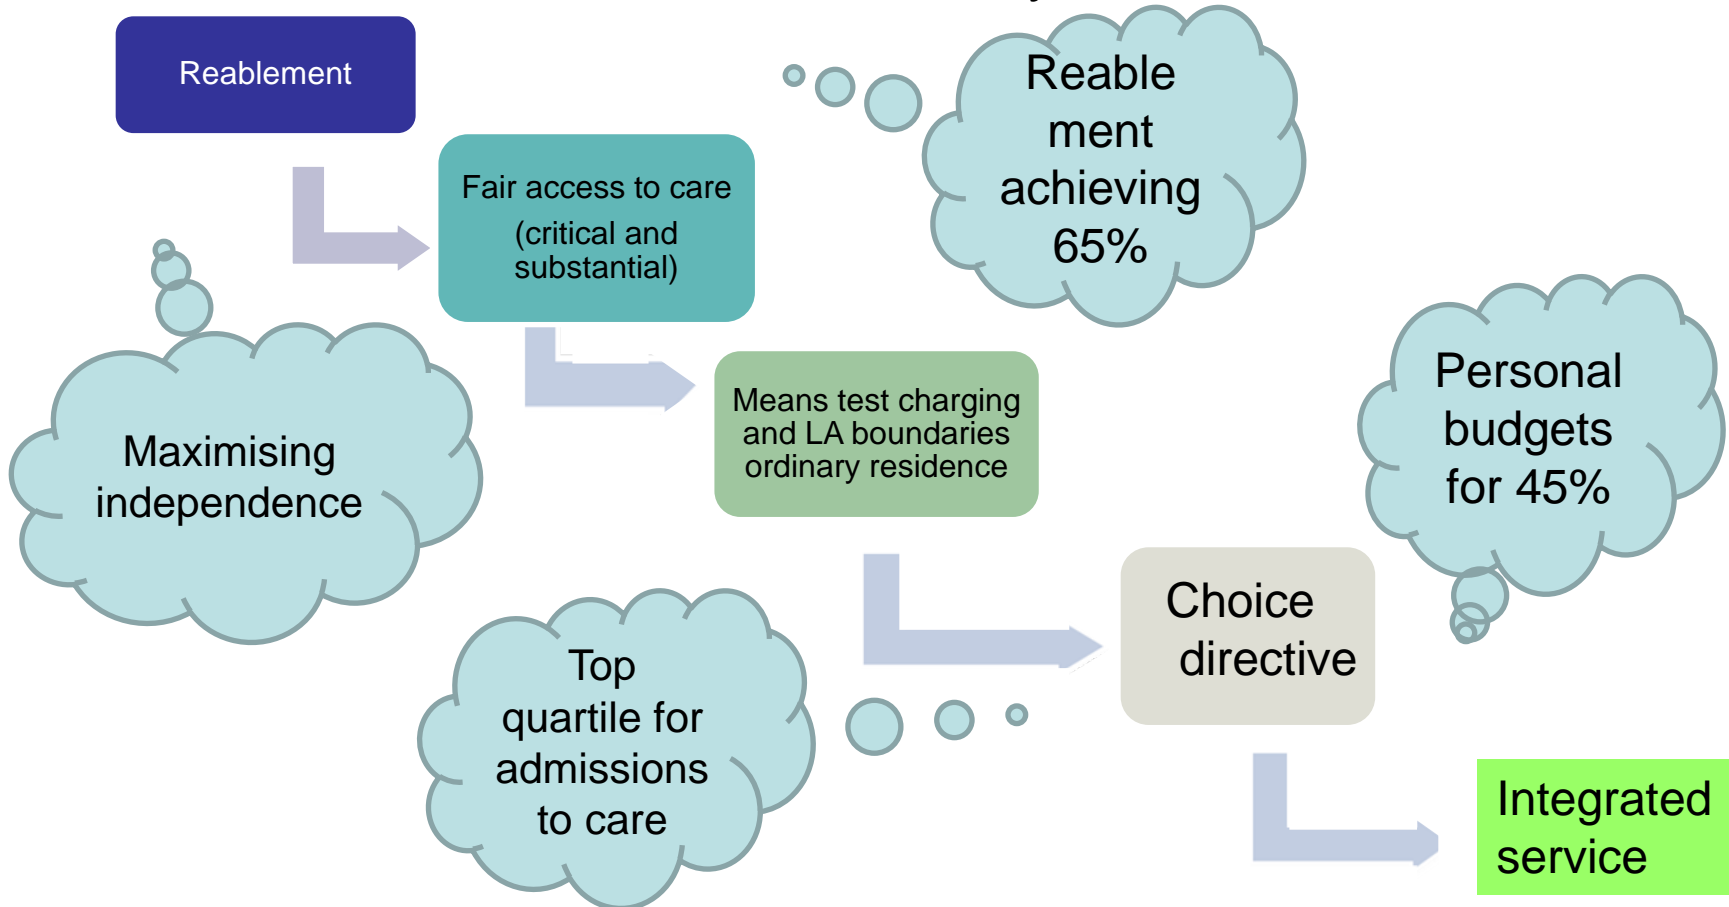 Reablement
Reable
ment
achieving
65%
Fair access to care
(critical and
substantial)
Maximising
independence
Means test charging
and LA boundaries
ordinary residence
Personal
budgets
for 45%
Choice
directive
Top
quartile for
admissions
to care
Integrated
service